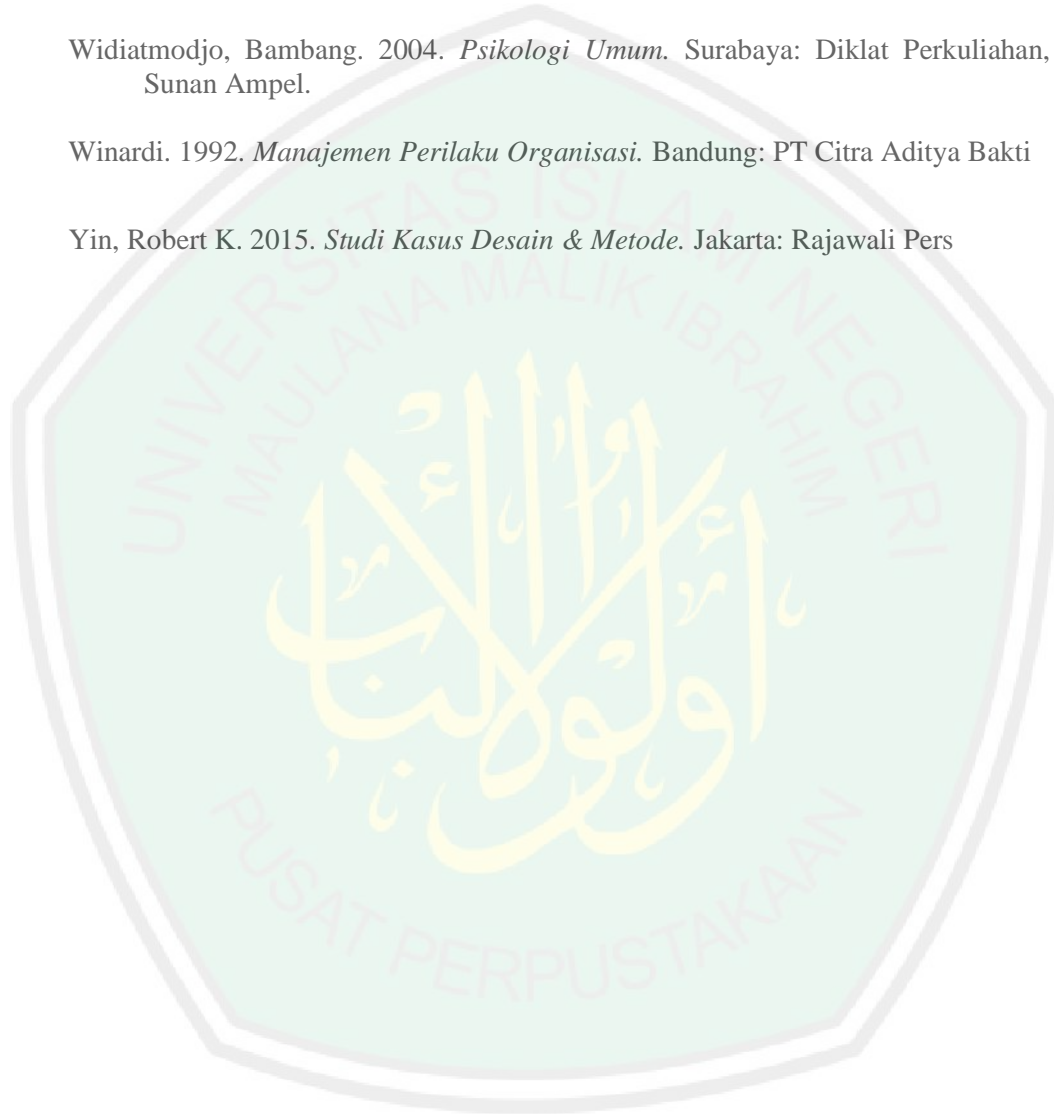 Widiatmodjo, Bambang. 2004. Psikologi Umum. Surabaya: Diklat Perkuliahan,
Sunan Ampel.
Winardi. 1992. Manajemen Perilaku Organisasi. Bandung: PT Citra Aditya Bakti
Yin, Robert K. 2015. Studi Kasus Desain & Metode. Jakarta: Rajawali Pers
UNIVERSITAS ISLAM NEGERI
MAULANA MALIK IBRAHIM
أولوا الألباب
PUSAT PERPUSTAKAAN